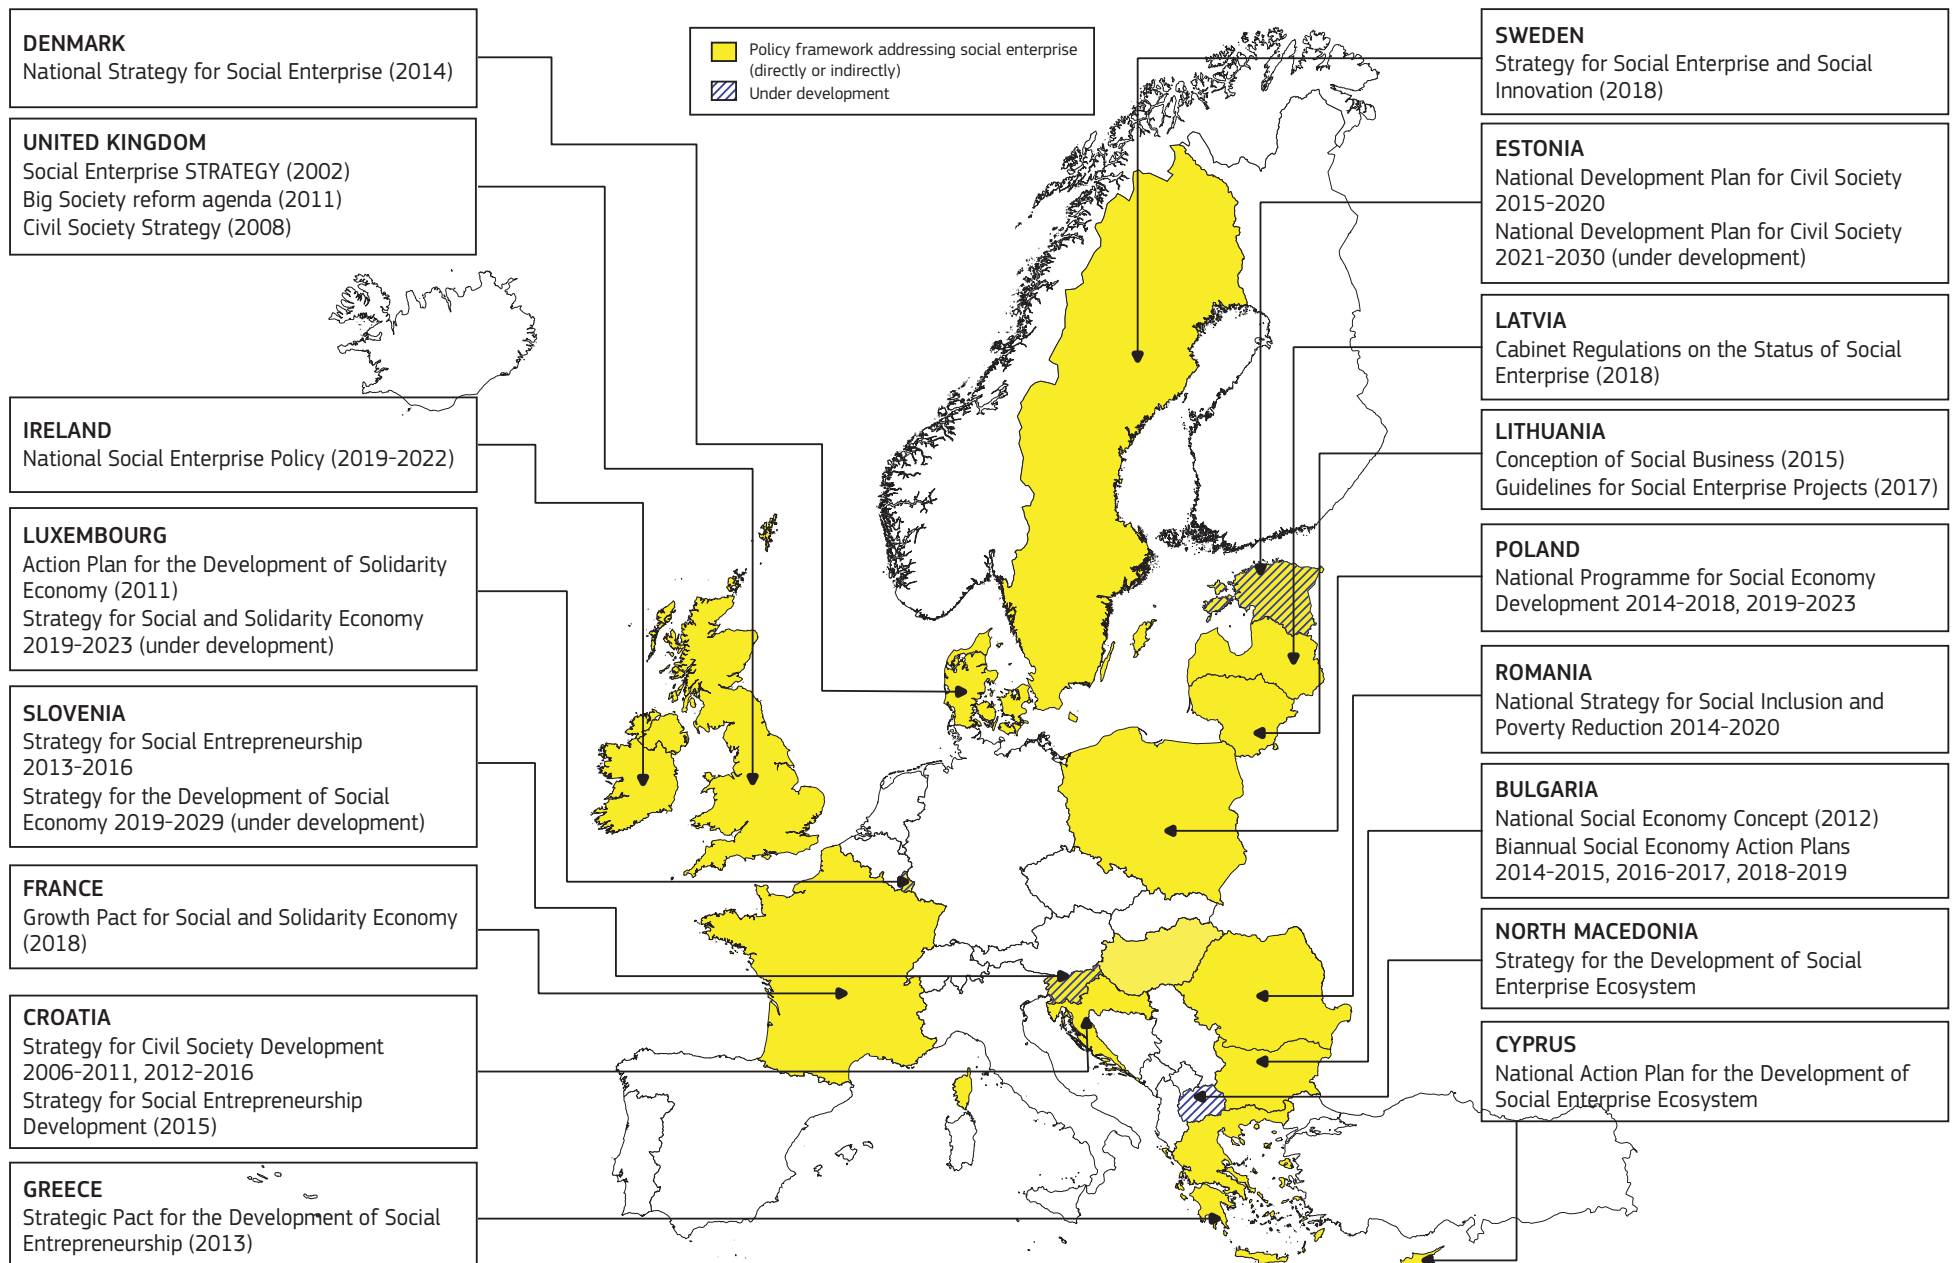 DENMARK
National Strategy for Social Enterprise (2014)
UNITED KINGDOM
Social Enterprise STRATEGY (2002)
Big Society reform agenda (2011)
Civil Society Strategy (2008)
IRELAND
National Social Enterprise Policy (2019-2022)
LUXEMBOURG
Action Plan for the Development of Solidarity
Economy (2011)
Strategy for Social and Solidarity Economy
2019-2023 (under development)
SLOVENIA
Strategy for Social Entrepreneurship
2013-2016
Strategy for the Development of Social
Economy 2019-2029 (under development)
FRANCE
Growth Pact for Social and Solidarity Economy
(2018)
CROATIA
Strategy for Civil Society Development
2006-2011, 2012-2016
Strategy for Social Entrepreneurship
Development (2015)
GREECE
Strategic Pact for the Development of Social
Entrepreneurship (2013)
Policy framework addressing social enterprise
(directly or indirectly)
Under development
SWEDEN
Strategy for Social Enterprise and Social
Innovation (2018)
ESTONIA
National Development Plan for Civil Society
2015-2020
National Development Plan for Civil Society
2021-2030 (under development)
LATVIA
Cabinet Regulations on the Status of Social
Enterprise (2018)
LITHUANIA
Conception of Social Business (2015)
Guidelines for Social Enterprise Projects (2017)
POLAND
National Programme for Social Economy
Development 2014-2018, 2019-2023
ROMANIA
National Strategy for Social Inclusion and
Poverty Reduction 2014-2020
BULGARIA
National Social Economy Concept (2012)
Biannual Social Economy Action Plans
2014-2015, 2016-2017, 2018-2019
NORTH MACEDONIA
Strategy for the Development of Social
Enterprise Ecosystem
CYPRUS
National Action Plan for the Development of
Social Enterprise Ecosystem